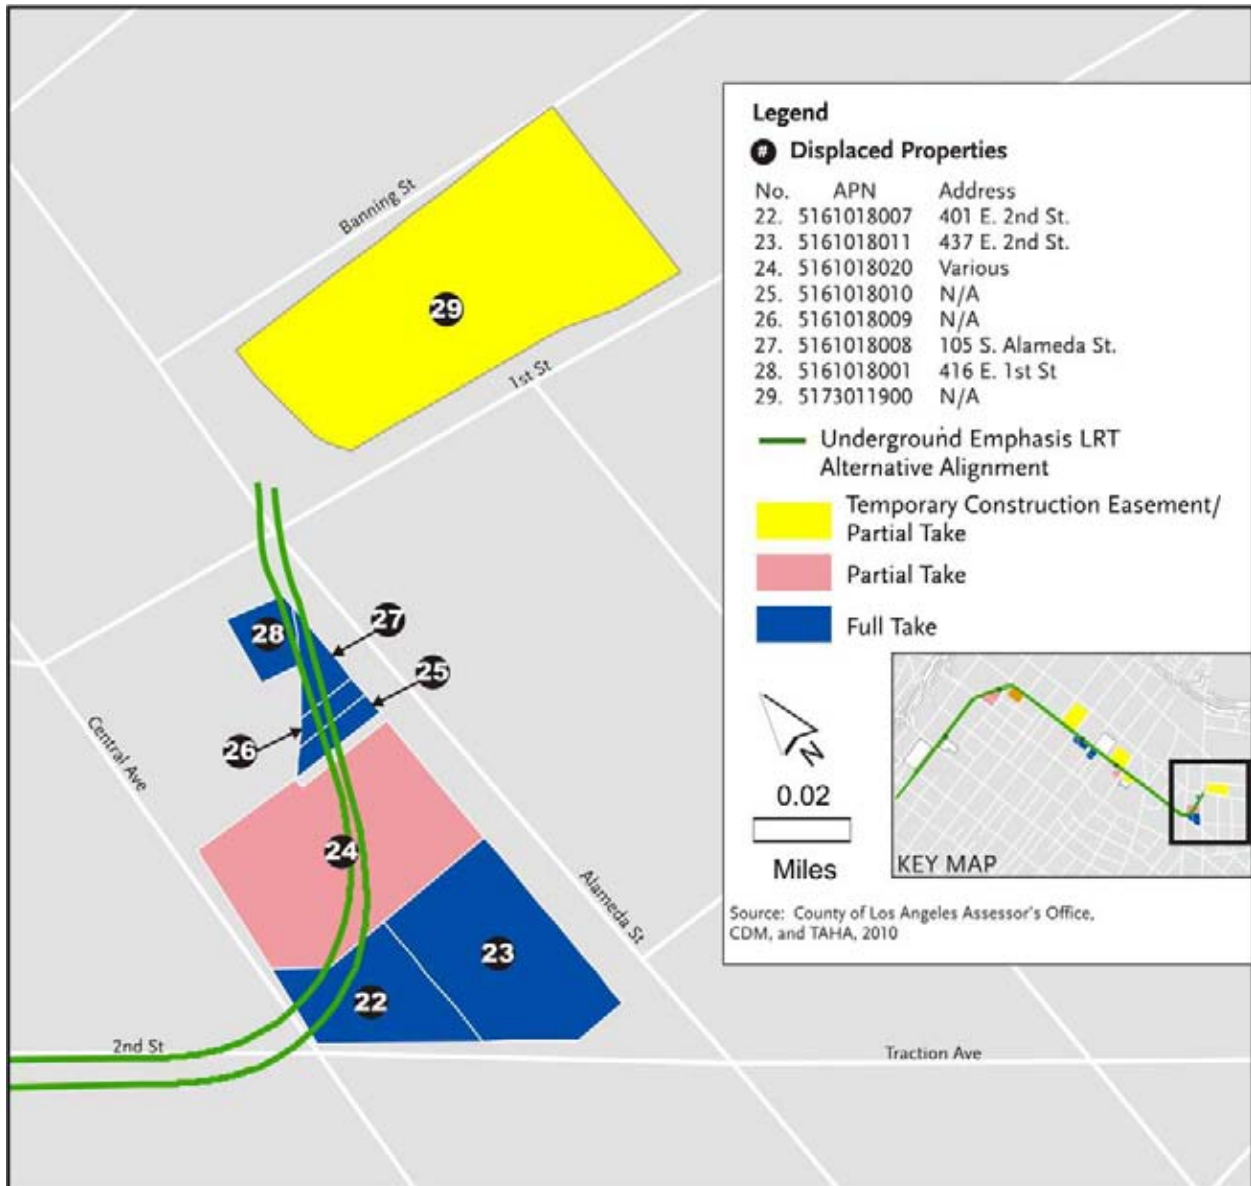 Legend
# Displaced Properties
No. APN Address
22. 5161018007 401 E. 2nd St.
23. 5161018011 437 E. 2nd St.
24. 5161018020 Various
25. 5161018010 N/A
26. 5161018009 N/A
27. 5161018008 105 S. Alameda St.
28. 5161018001 416 E. 1st St
29. 5173011900 N/A
Underground Emphasis LRT
Alternative Alignment
Temporary Construction Easement/
Partial Take
Partial Take
Full Take
N
0.02
Miles
KEY MAP
Source: County of Los Angeles Assessor's Office,
CDM, and TAHA, 2010
Banning St
29
1st St
28
27
25
26
Central Ave
24
Alameda St
23
22
2nd St
Traction Ave